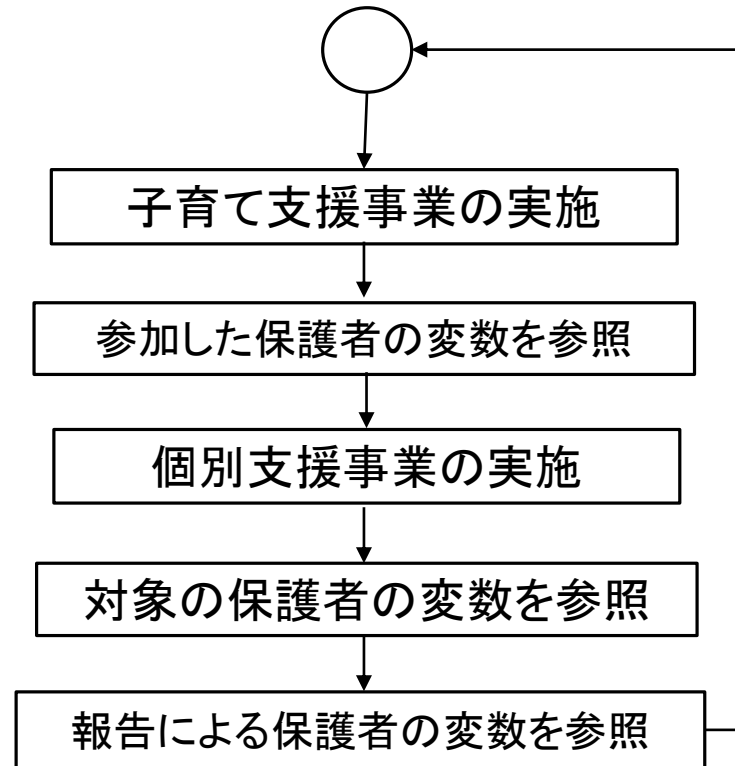 子育て支援事業の実施
参加した保護者の変数を参照
個別支援事業の実施
対象の保護者の変数を参照
報告による保護者の変数を参照